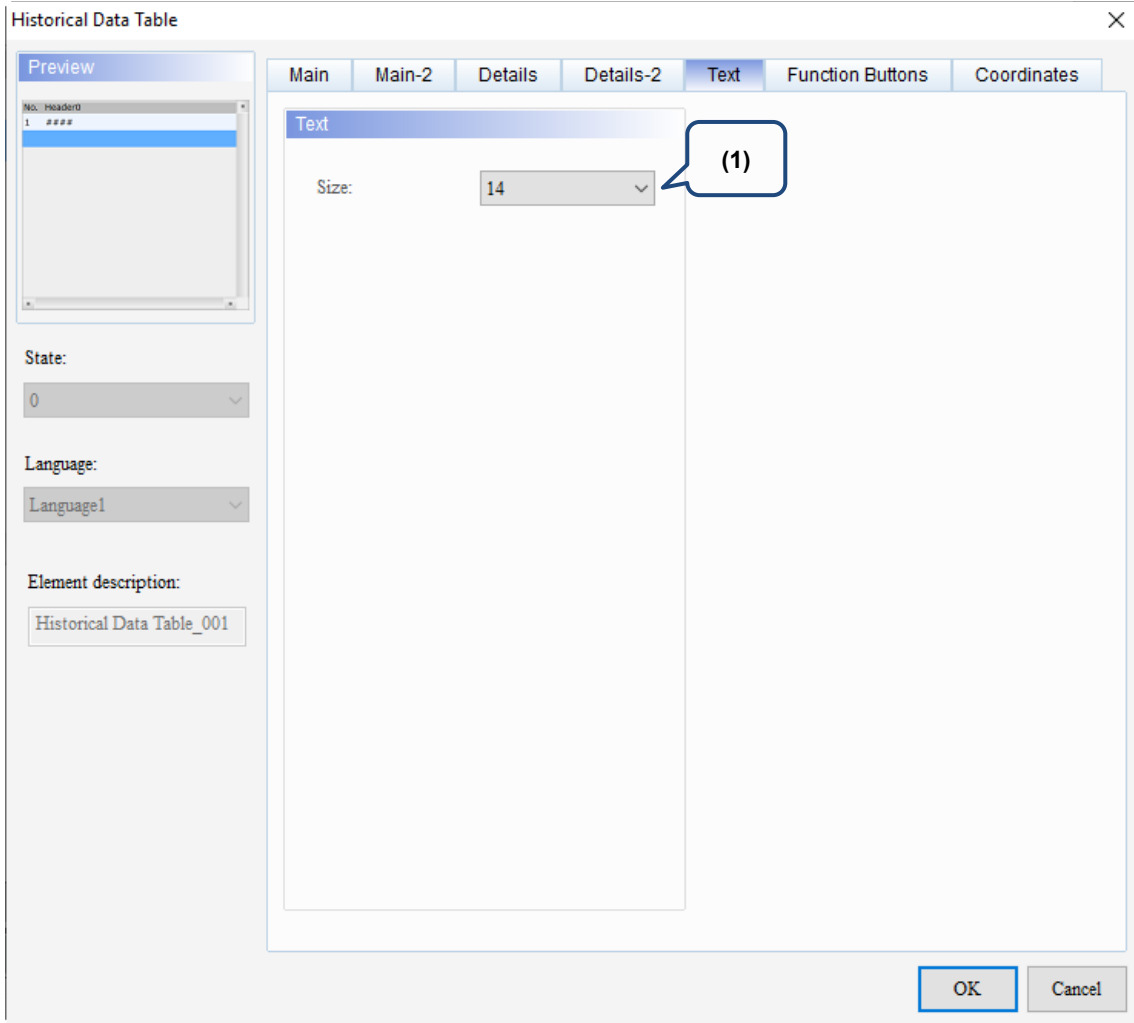 Historical Data Table
Preview
No. Header0
1 ####
State:
0
Language:
Language1
Element description:
Historical Data Table_001
Main Main-2 Details Details-2 Text Function Buttons Coordinates
Text
Size: 14
(1)
OK Cancel